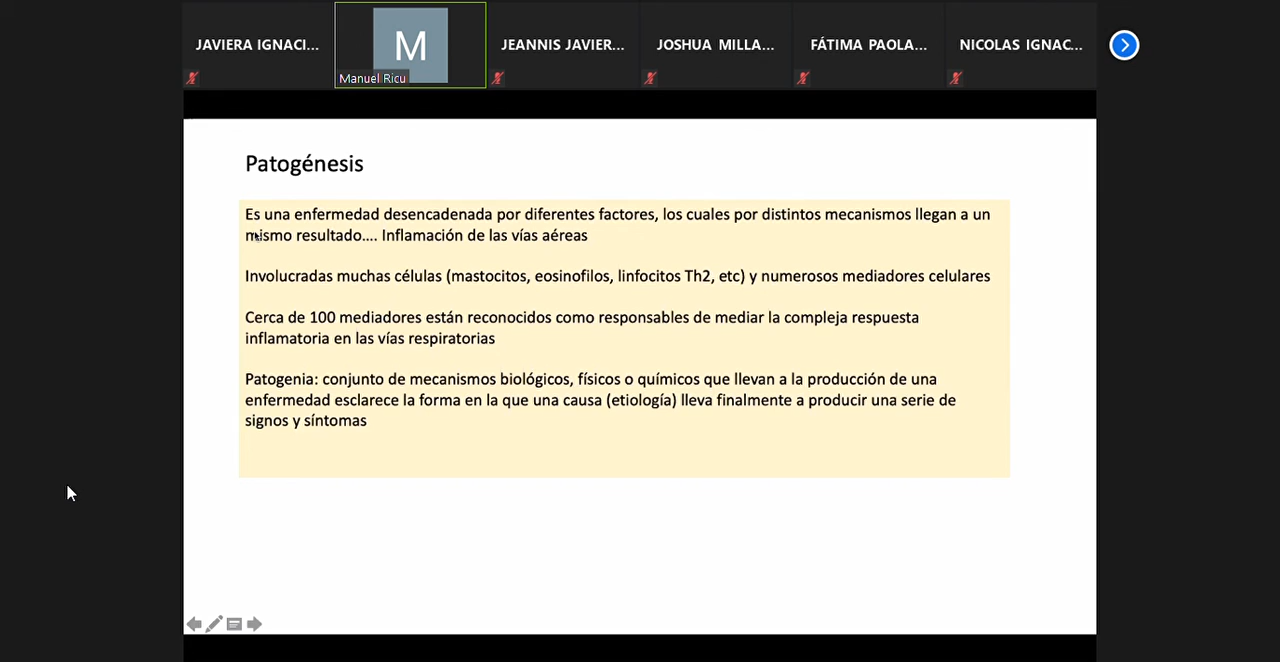 JAVIERA IGNACI...
M
Manuel Ricu
JEANNIS JAVIER...
JOSHUA MILLA...
FÁTIMA PAOLA...
NICOLAS IGNAC...
Patogénesis
Es una enfermedad desencadenada por diferentes factores, los cuales por distintos mecanismos llegan a un
mismo resultado.... Inflamación de las vías aéreas
Involucradas muchas células (mastocitos, eosinofilos, linfocitos Th2, etc) y numerosos mediadores celulares
Cerca de 100 mediadores están reconocidos como responsables de mediar la compleja respuesta
inflamatoria en las vías respiratorias
Patogenia: conjunto de mecanismos biológicos, físicos o químicos que llevan a la producción de una
enfermedad esclarece la forma en la que una causa (etiología) lleva finalmente a producir una serie de
signos y síntomas